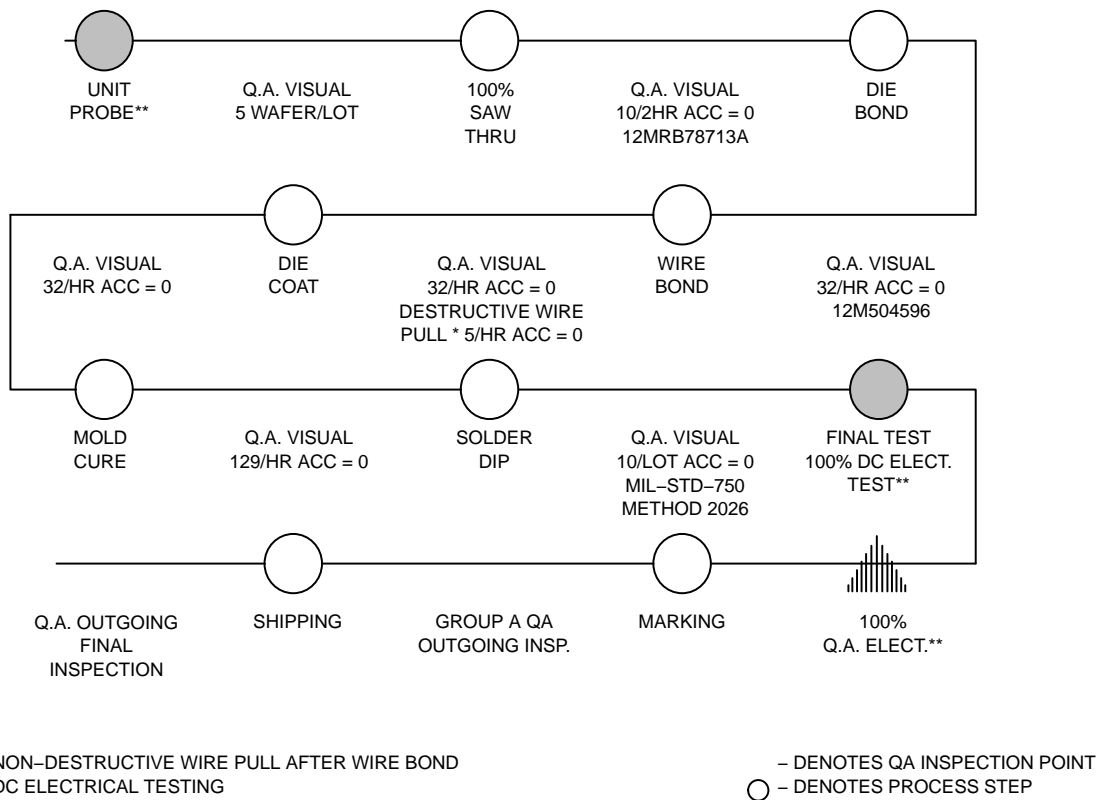 UNIT
PROBE**
Q.A. VISUAL
5 WAFER/LOT
100%
SAW
THRU
Q.A. VISUAL
10/2HR ACC = 0
12MRB78713A
DIE
BOND
Q.A. VISUAL
32/HR ACC = 0
DIE
COAT
Q.A. VISUAL
32/HR ACC = 0
DESTRUCTIVE WIRE
PULL * 5/HR ACC = 0
WIRE
BOND
Q.A. VISUAL
32/HR ACC = 0
12M504596
MOLD
CURE
Q.A. VISUAL
129/HR ACC = 0
SOLDER
DIP
Q.A. VISUAL
10/LOT ACC = 0
MIL–STD–750
METHOD 2026
FINAL TEST
100% DC ELECT.
TEST**
Q.A. OUTGOING
FINAL
INSPECTION
SHIPPING
GROUP A QA
OUTGOING INSP.
MARKING
100%
Q.A. ELECT.**
NON–DESTRUCTIVE WIRE PULL AFTER WIRE BOND
DC ELECTRICAL TESTING
– DENOTES QA INSPECTION POINT
– DENOTES PROCESS STEP